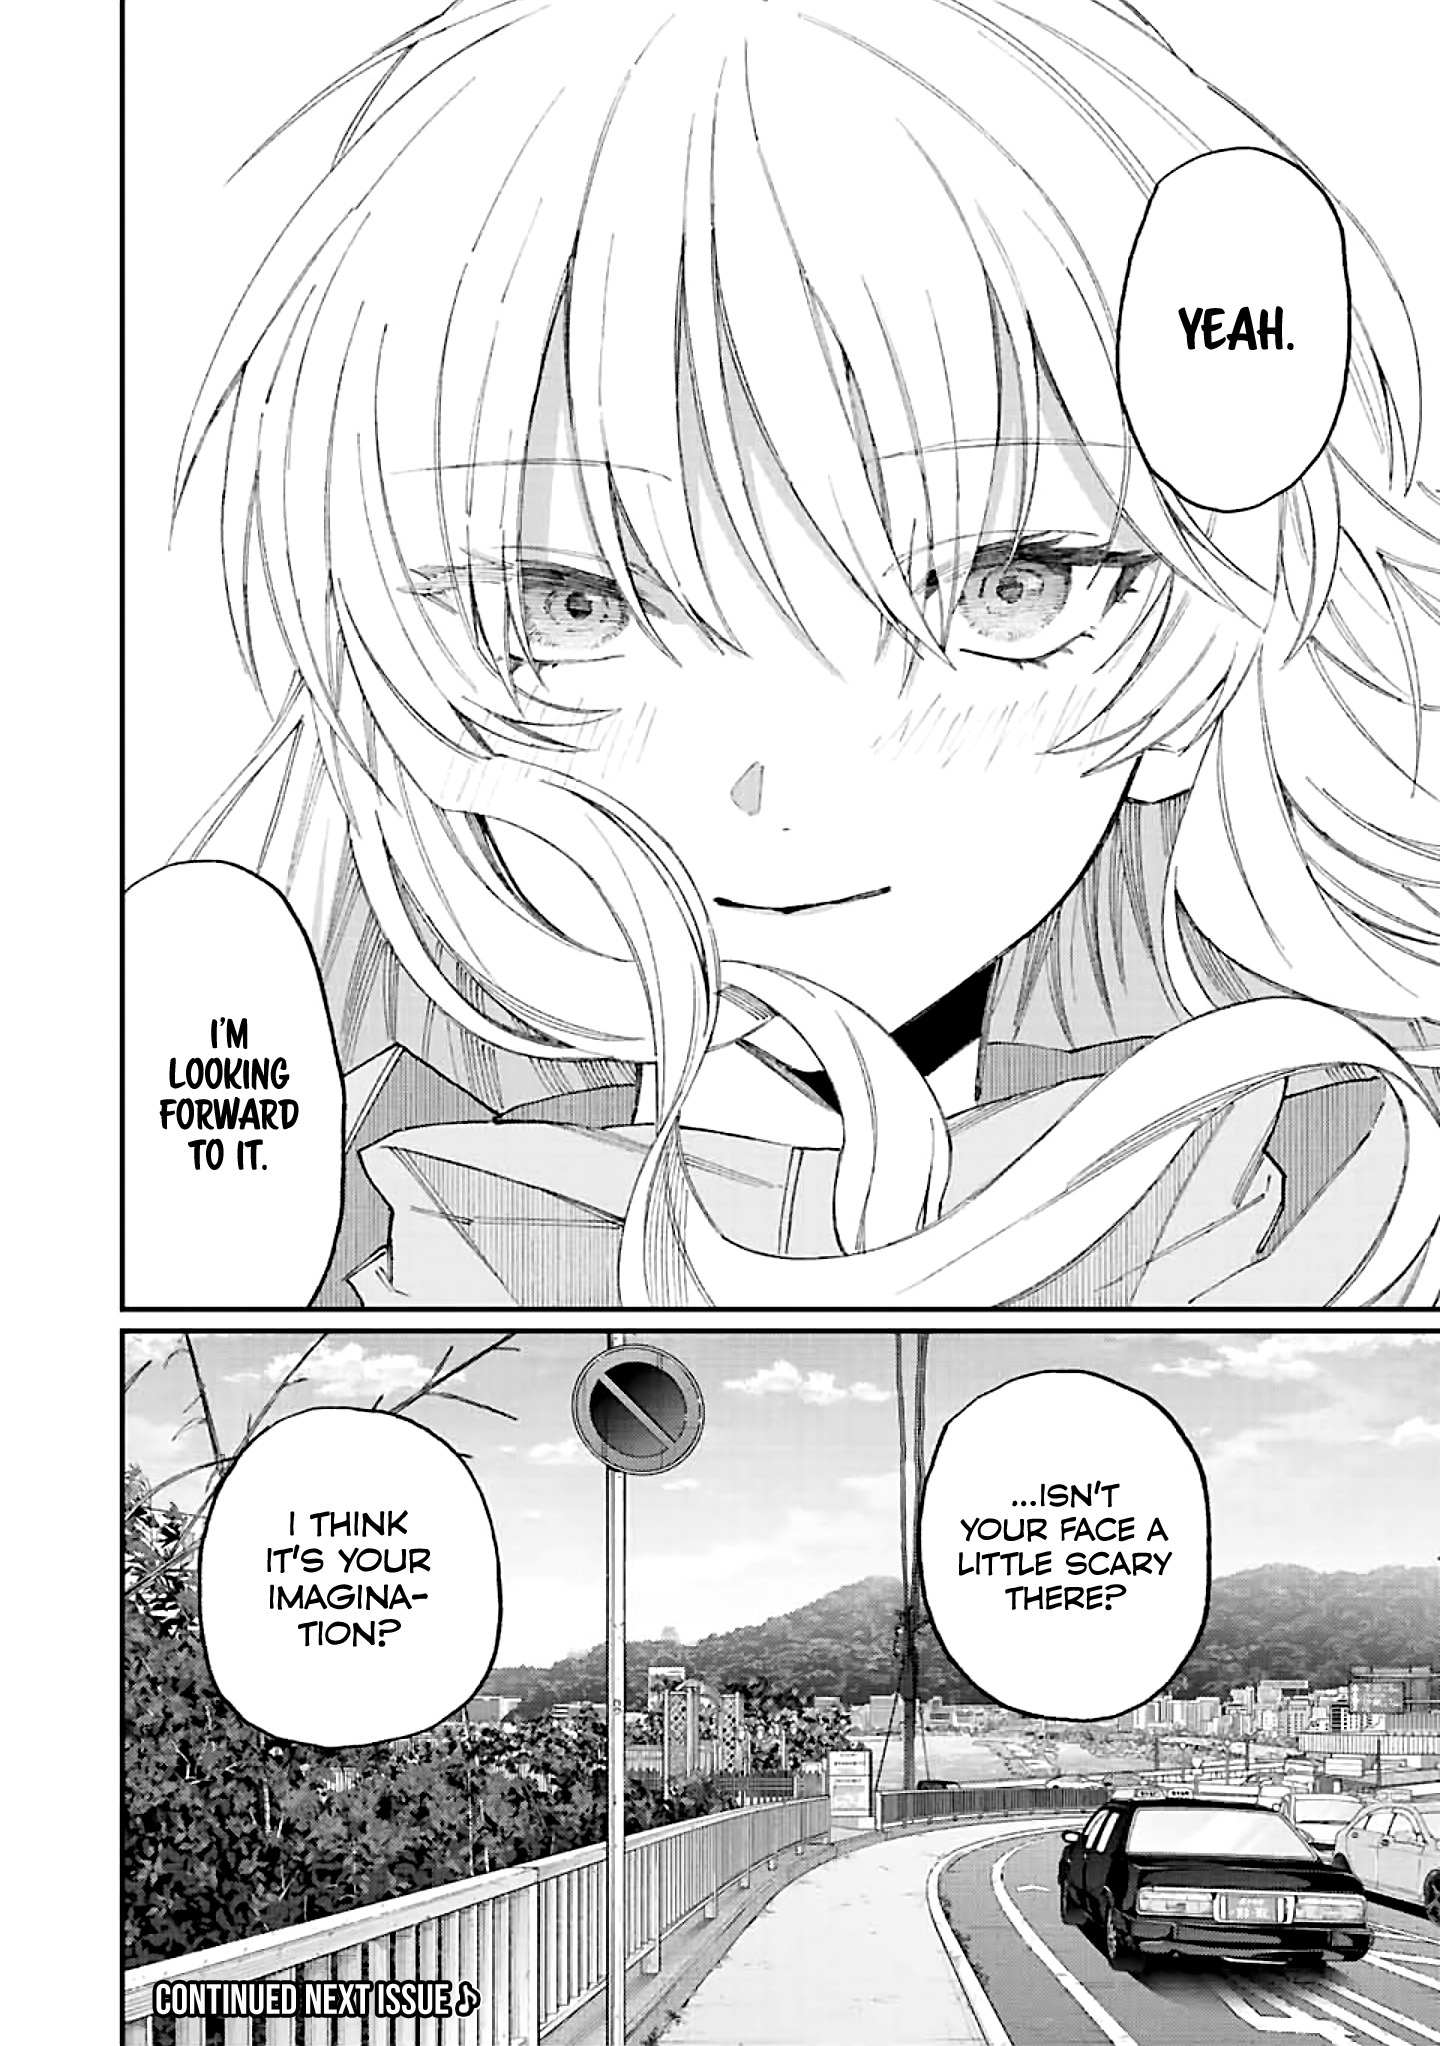 YEAH.
I'M
LOOKING
FORWARD
TO IT.
...ISN'T
YOUR FACE A
LITTLE SCARY
THERE?
I THINK
IT'S YOUR
IMAGINA-
TION?
CONTINUED NEXT ISSUE♪